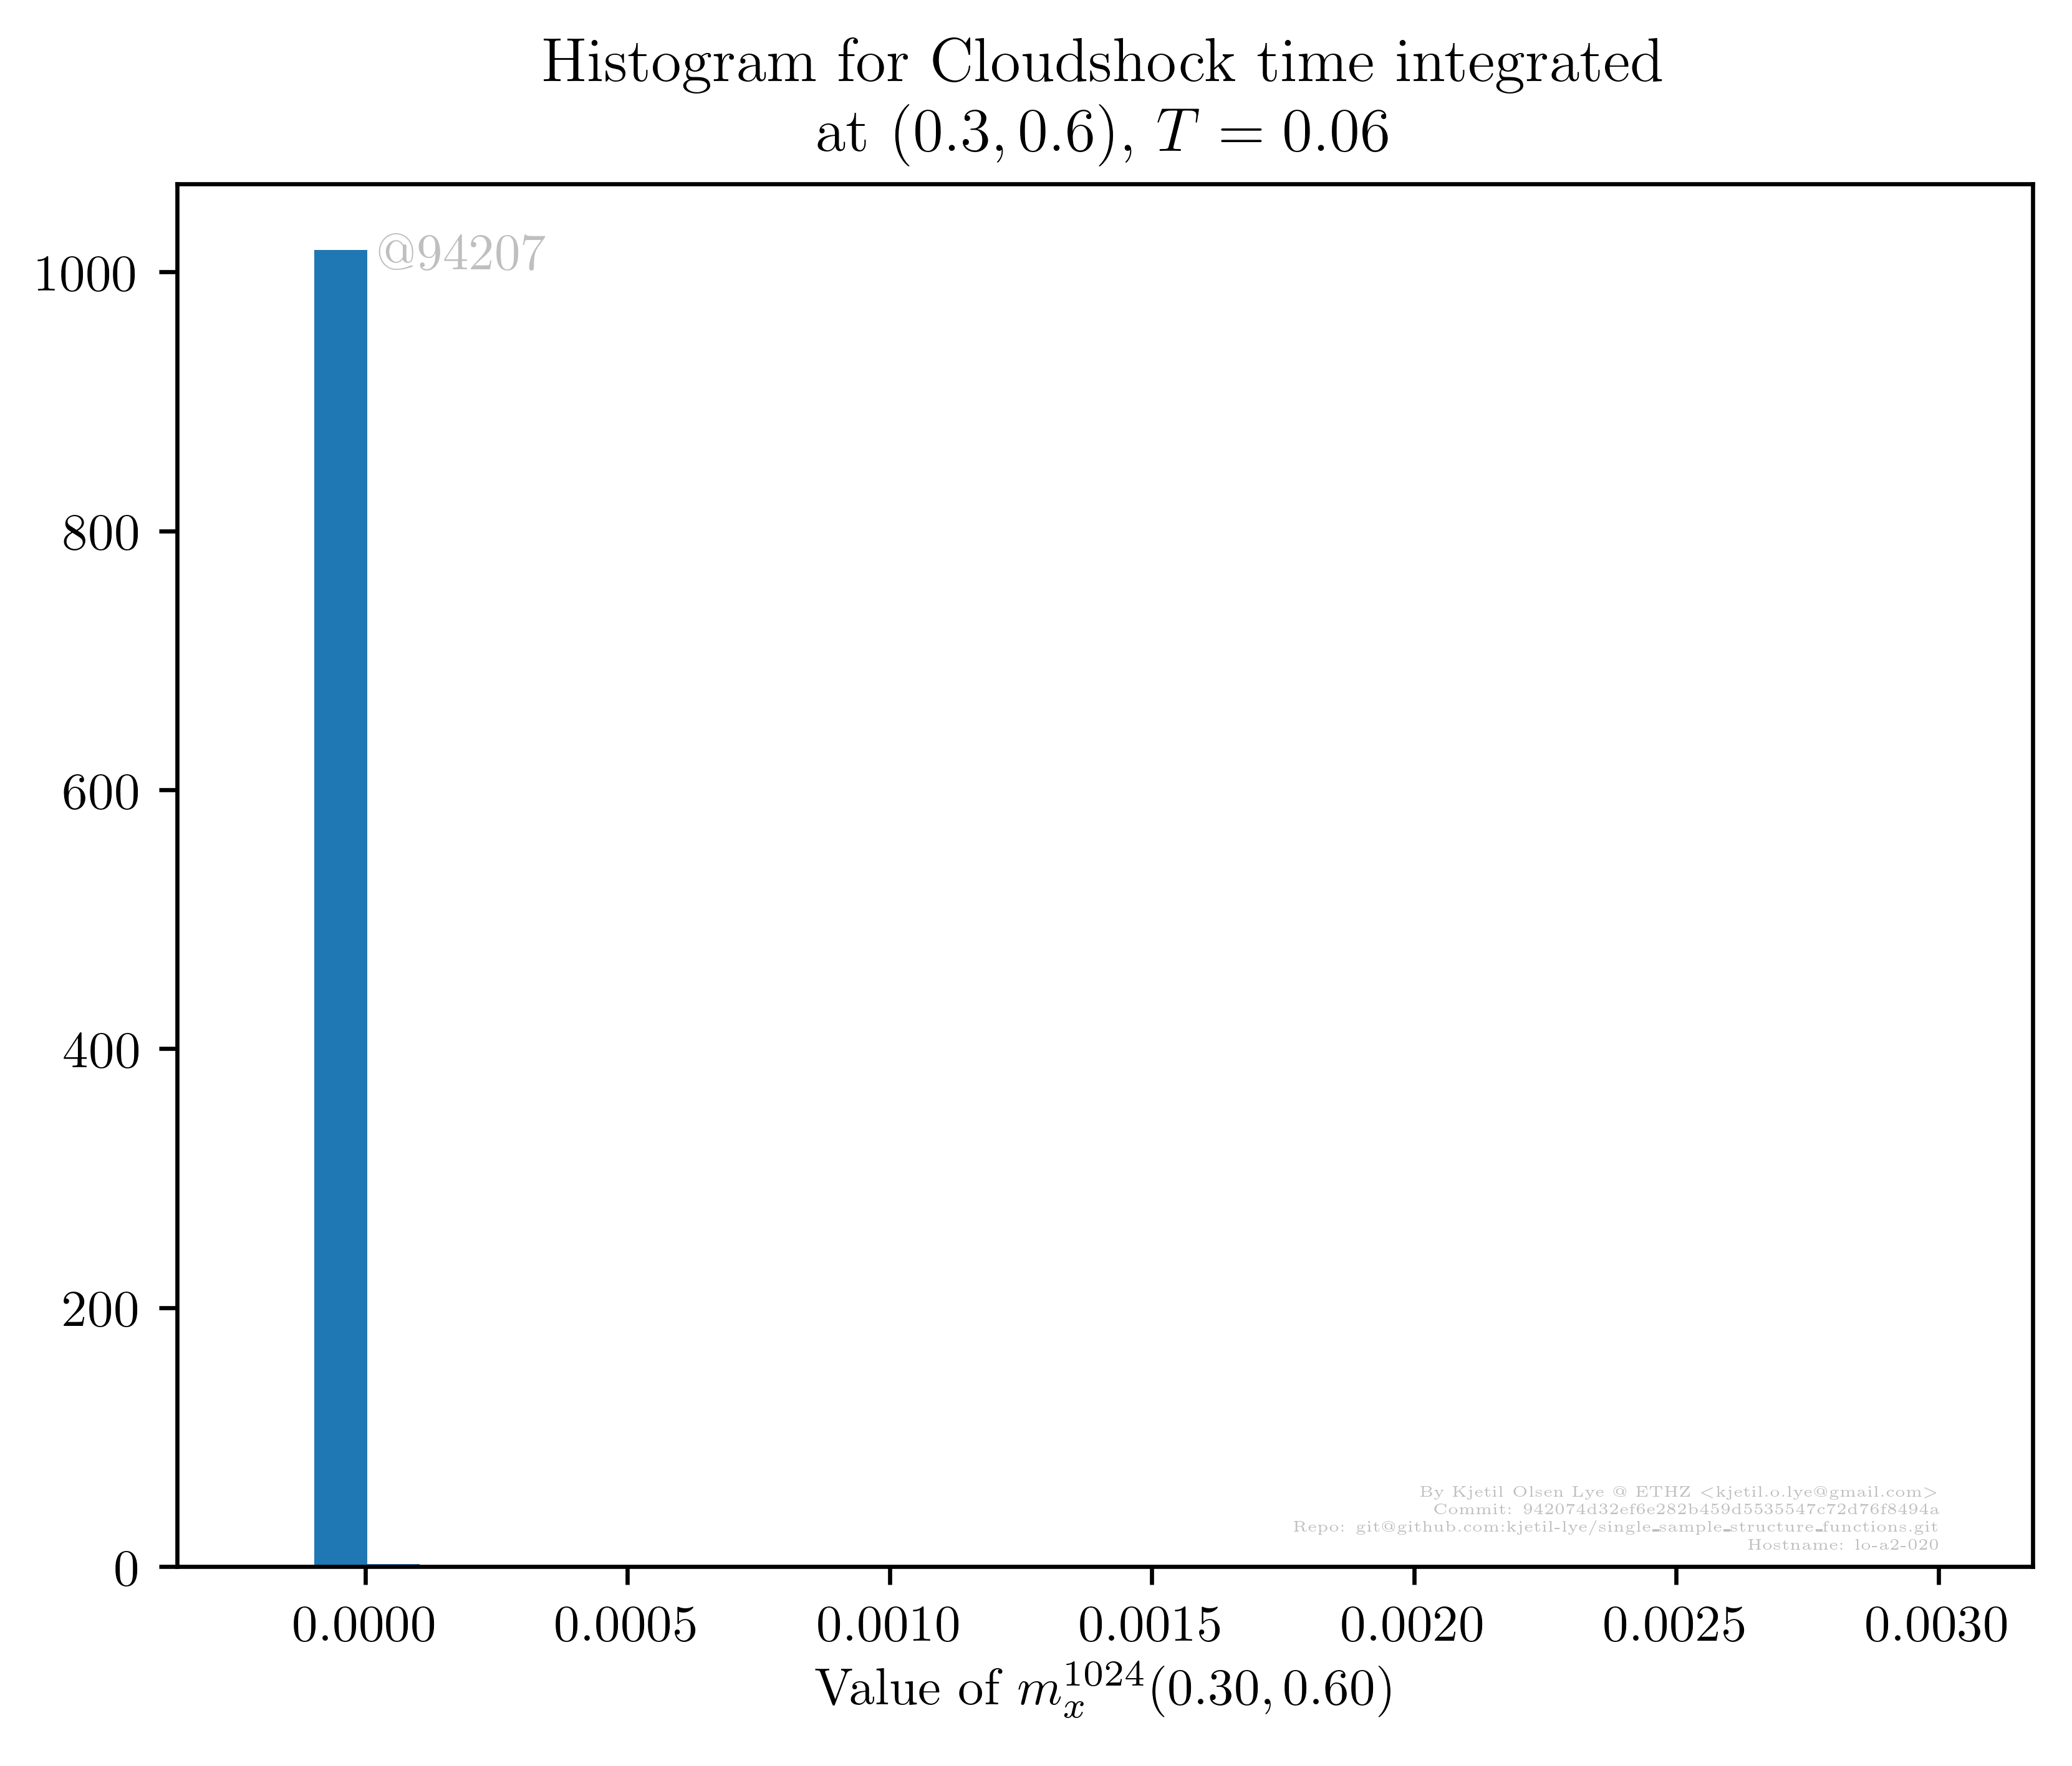 Histogram for Cloudshock time integrated
at (0.3, 0.6), T = 0.06
@94207
1000
800
600
400
200
0
0.0000 0.0005 0.0010 0.0015 0.0020 0.0025 0.0030
Value of m_x^1024(0.30, 0.60)
By Kjetil Olsen Lye @ ETHZ <kjetil.o.lye@gmail.com>
Commit: 942074d32ef6e282b459d5535547c72d76f8494a
Repo: git@github.com:kjetil-lye/single_sample_structure_functions.git
Hostname: lo-a2-020